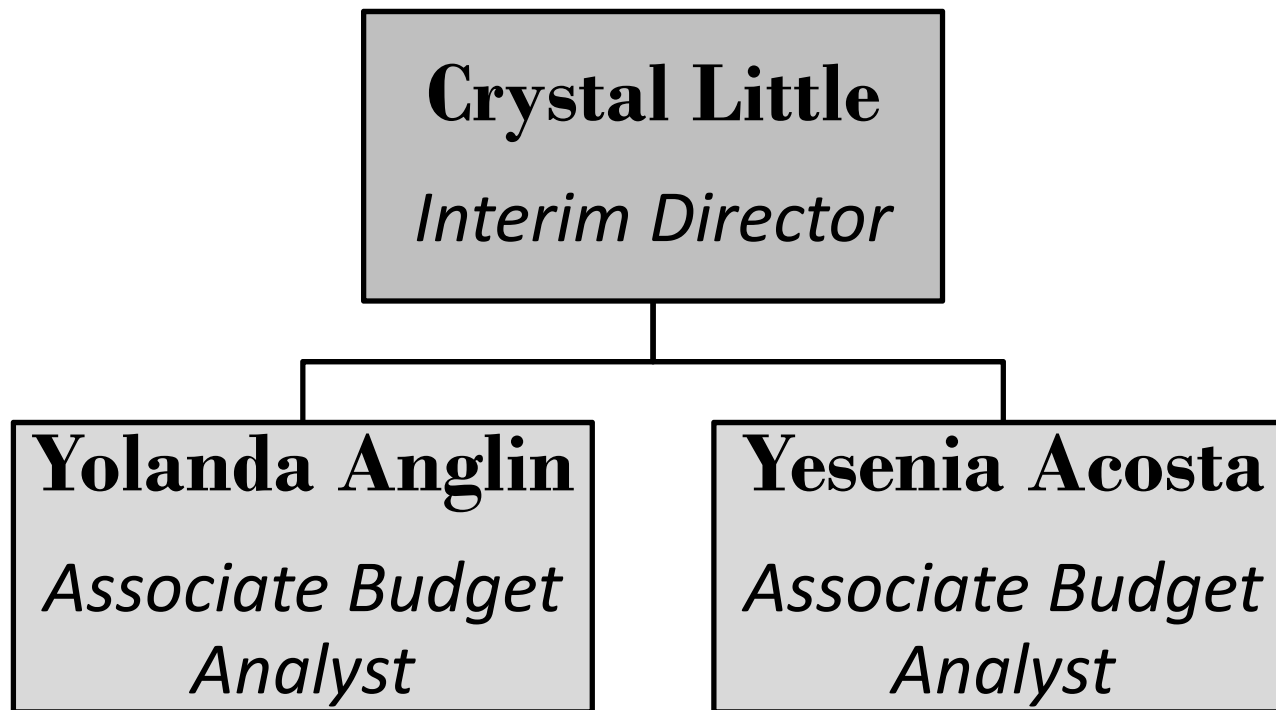 Crystal Little
Interim Director
Yolanda Anglin
Associate Budget
Analyst
Yesenia Acosta
Associate Budget
Analyst